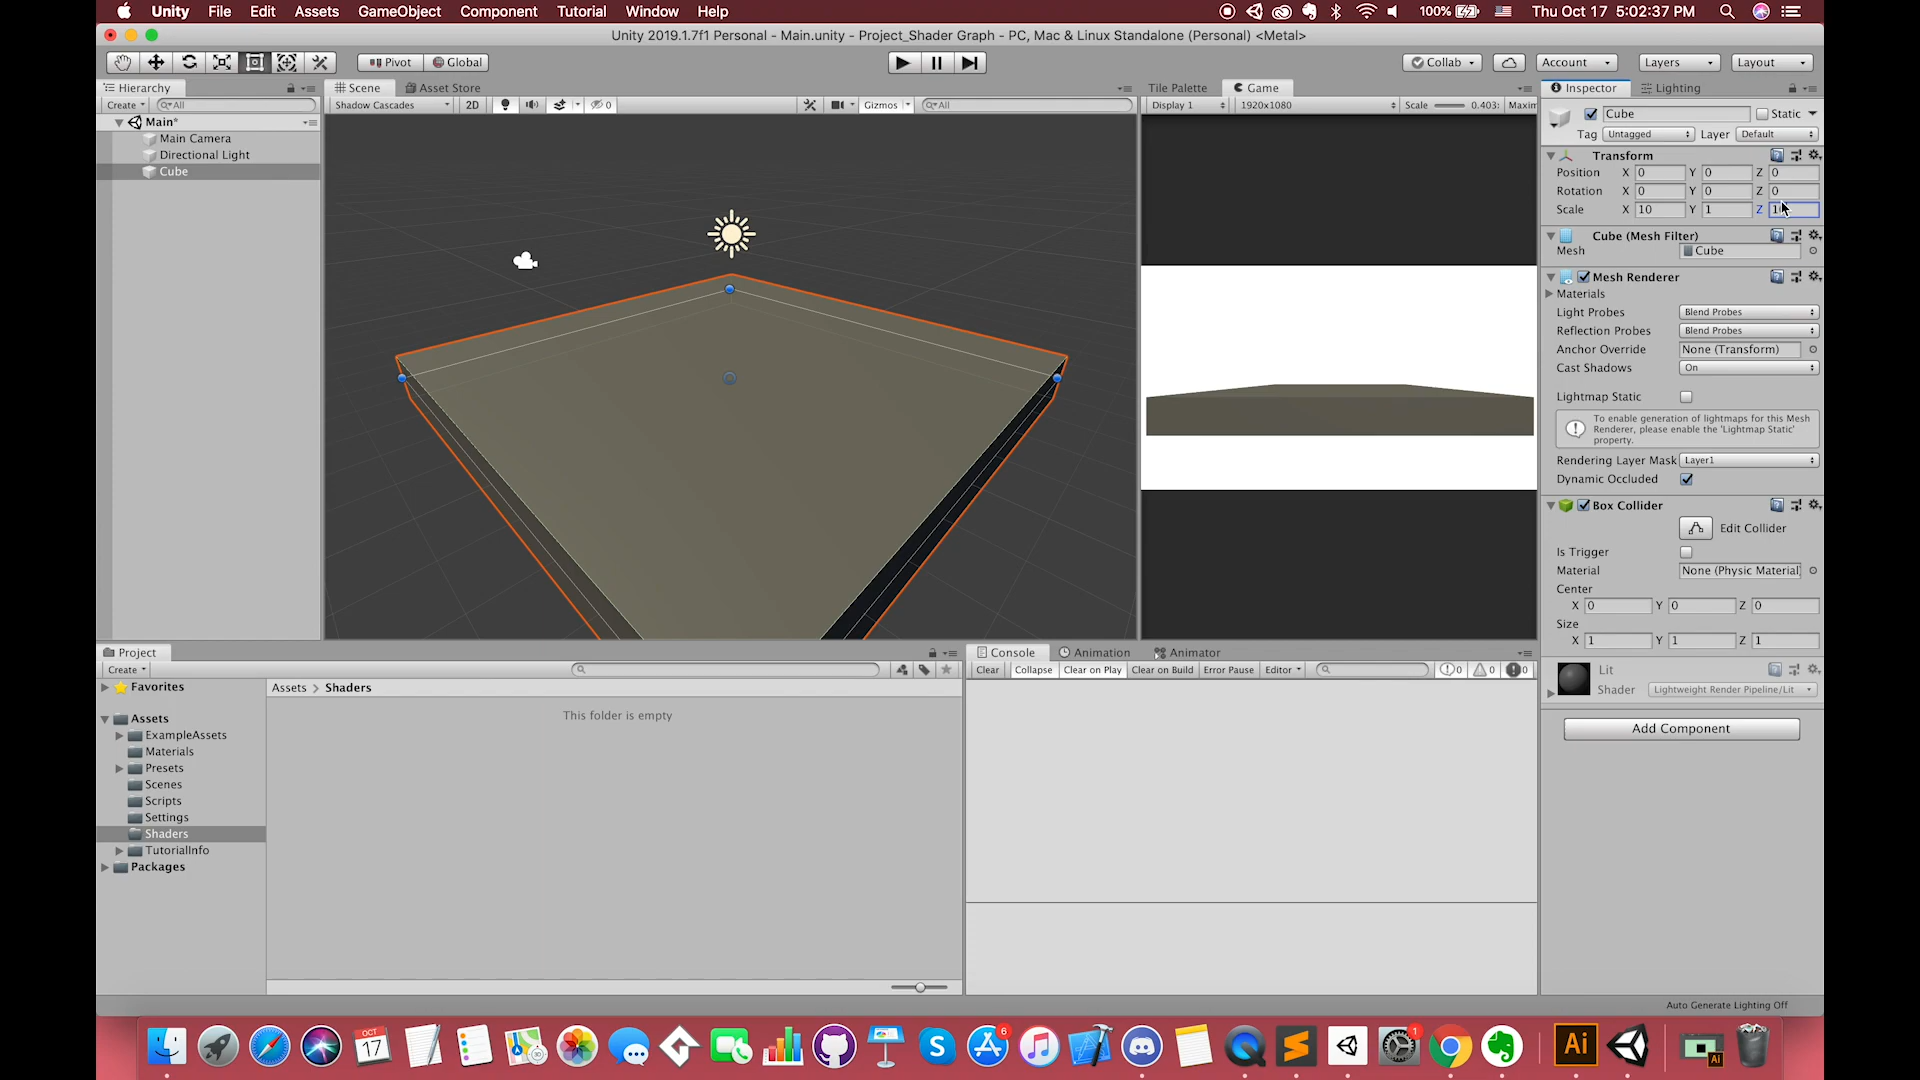 Unity File Edit Assets GameObject Component Tutorial Window Help 100% Thu Oct 17 5:02:37 PM
Unity 2019.1.7f1 Personal - Main.unity - Project_Shader Graph - PC, Mac & Linux Standalone (Personal) <Metal>
Pivot Global Collab Account Layers Layout
Hierarchy Scene Asset Store Tile Palette Game Inspector Lighting
Create All Shadow Cascades 2D 0 Gizmos All Display 1 1920x1080 Scale 0.403: Maxim
Cube Static
Main*
Tag Untagged Layer Default
Main Camera
Directional Light
Cube
Transform
Position X 0 Y 0 Z 0
Rotation X 0 Y 0 Z 0
Scale X 10 Y 1 Z
Cube (Mesh Filter)
Mesh Cube
Mesh Renderer
Materials
Light Probes Blend Probes
Reflection Probes Blend Probes
Anchor Override None (Transform)
Cast Shadows On
Lightmap Static
To enable generation of lightmaps for this Mesh
Renderer, please enable the 'Lightmap Static'
property.
Rendering Layer Mask Layer1
Dynamic Occluded
Box Collider
Edit Collider
Is Trigger
Material None (Physic Material)
Center
X 0 Y 0 Z 0
Size
X 1 Y 1 Z 1
Lit
Shader Lightweight Render Pipeline/Lit
Add Component
Project
Create
Favorites
Assets
ExampleAssets
Materials
Presets
Scenes
Scripts
Settings
Shaders
TutorialInfo
Packages
Assets > Shaders
This folder is empty
Console Animation Animator
Clear Collapse Clear on Play Clear on Build Error Pause Editor 0 0 0
Auto Generate Lighting Off
OCT
17
6
1
Ai
Ai